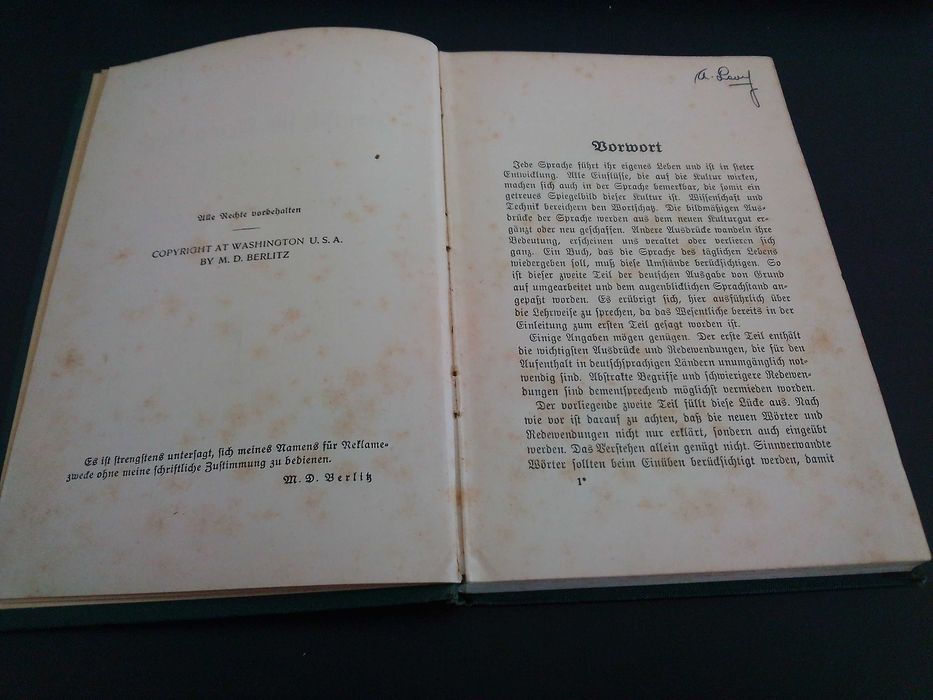 Alle Rechte vorbehalten
COPYRIGHT AT WASHINGTON U. S. A.
BY M. D. BERLITZ
Es ist strengstens untersagt, sich meines Namens für Reklame-
zwecke ohne meine schriftliche Zustimmung zu bedienen.
M. D. Berlitz
A. Levy
Vorwort
Jede Sprache führt ihr eigenes Leben und ist in steter
Entwicklung. Alle Einflüsse, die auf die Kultur wirken,
machen sich auch in der Sprache bemerkbar, die somit ein
getreues Spiegelbild dieser Kultur ist. Wissenschaft und
Technik bereichern den Wortschatz. Die bildmäßigen Aus-
drücke der Sprache werden aus dem neuen Kulturgut er-
gänzt oder neu geschaffen. Andere Ausdrücke wandeln ihre
Bedeutung, erscheinen uns veraltet oder verlieren sich
ganz. Ein Buch, das die Sprache des täglichen Lebens
wiedergeben soll, muß diese Umstände berücksichtigen. So
ist dieser zweite Teil der deutschen Ausgabe von Grund
auf umgearbeitet und dem augenblicklichen Sprachstand an-
gepaßt worden. Es erübrigt sich, hier ausführlich über
die Lehrweise zu sprechen, da das Wesentliche bereits in der
Einleitung zum ersten Teil gesagt worden ist.
Einige Angaben mögen genügen. Der erste Teil enthält
die wichtigsten Ausdrücke und Redewendungen, die für den
Aufenthalt in deutschsprachigen Ländern unumgänglich not-
wendig sind. Abstrakte Begriffe und schwierigere Redewen-
dungen sind dementsprechend möglichst vermieden worden.
Der vorliegende zweite Teil füllt diese Lücke aus. Nach
wie vor ist darauf zu achten, daß die neuen Wörter und
Redewendungen nicht nur erklärt, sondern auch eingeübt
werden. Das Verstehen allein genügt nicht. Sinnverwandte
Wörter sollten beim Einüben berücksichtigt werden, damit
1*